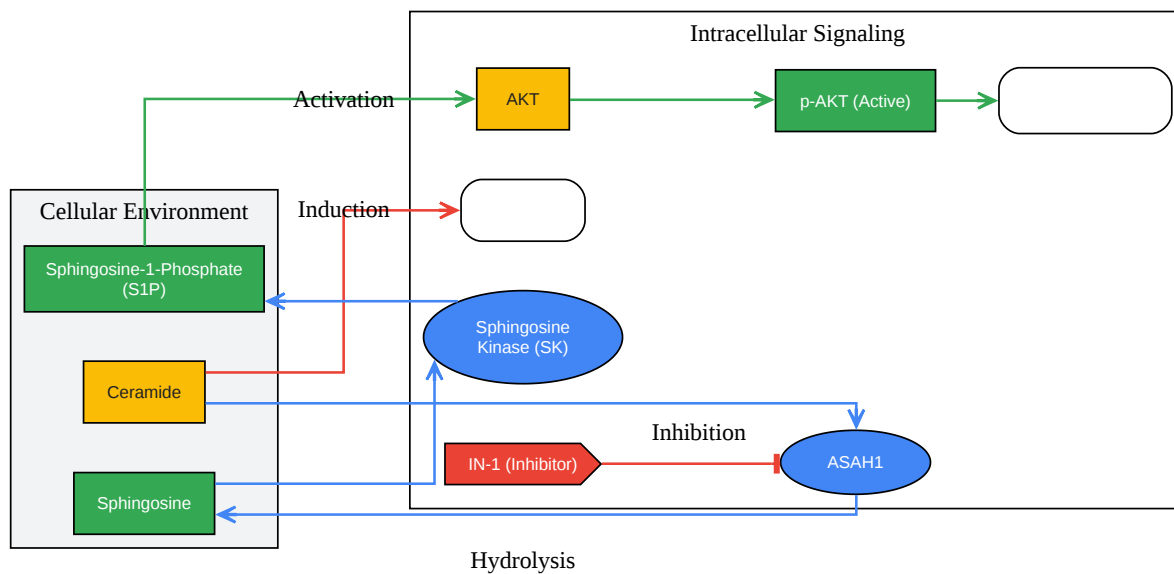 Intracellular Signaling
Activation
AKT
p-AKT (Active)
Cellular Environment
Induction
Sphingosine-1-Phosphate
(S1P)
Sphingosine
Kinase (SK)
Ceramide
Inhibition
IN-1 (Inhibitor)
ASAH1
Sphingosine
Hydrolysis